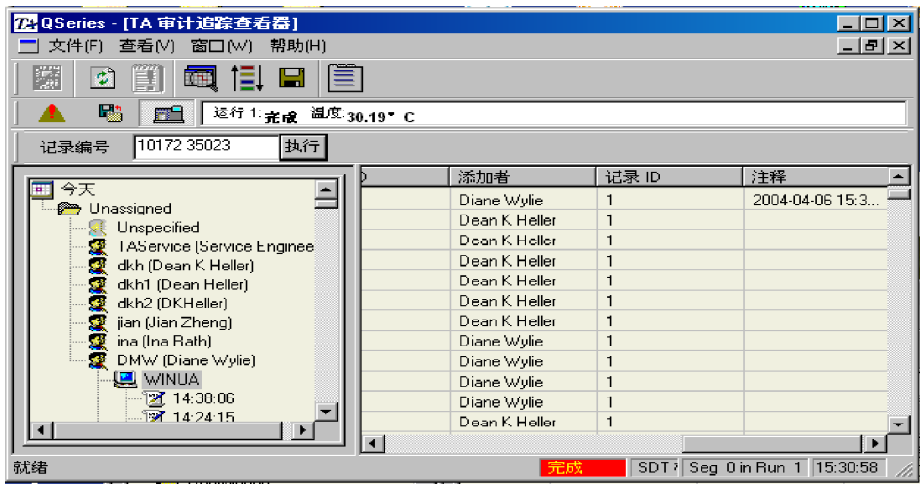 QSeries - [TA 审计追踪查看器]
文件(F) 查看(V) 窗口(W) 帮助(H)
运行 1: 完成 温度: 30.19° C
记录编号 10172 35023 执行
今天
Unassigned
Unspecified
TAService (Service Enginee
dkh (Dean K Heller)
dkh1 (Dean Heller)
dkh2 (DKHeller)
jian (Jian Zheng)
ina (Ina Rath)
DMW (Diane Wylie)
WINUA
14:30:06
14:24:15
添加者 记录 ID 注释
Diane Wylie 1 2004-04-06 15:3...
Dean K Heller 1
Dean K Heller 1
Dean K Heller 1
Dean K Heller 1
Dean K Heller 1
Dean K Heller 1
Diane Wylie 1
Diane Wylie 1
Diane Wylie 1
Diane Wylie 1
Dean K Heller 1
就绪 完成 SDT Seg 0 in Run 1 15:30:58